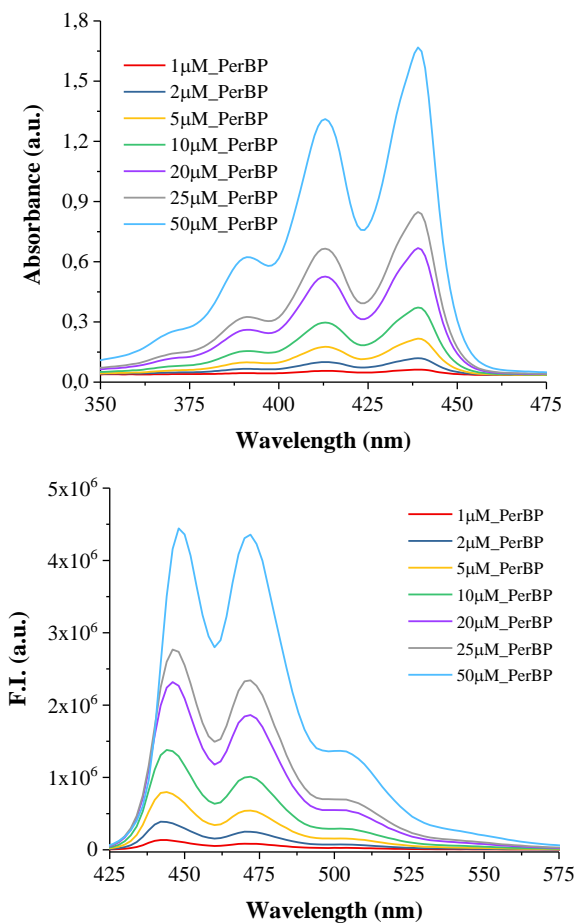 1,8
1,5
1,2
0,9
0,6
0,3
0,0
Absorbance (a.u.)
1μM_PerBP
2μM_PerBP
5μM_PerBP
10μM_PerBP
20μM_PerBP
25μM_PerBP
50μM_PerBP
350 375 400 425 450 475
Wavelength (nm)
5x10⁶
4x10⁶
3x10⁶
2x10⁶
1x10⁶
0
F.I. (a.u.)
1μM_PerBP
2μM_PerBP
5μM_PerBP
10μM_PerBP
20μM_PerBP
25μM_PerBP
50μM_PerBP
425 450 475 500 525 550 575
Wavelength (nm)